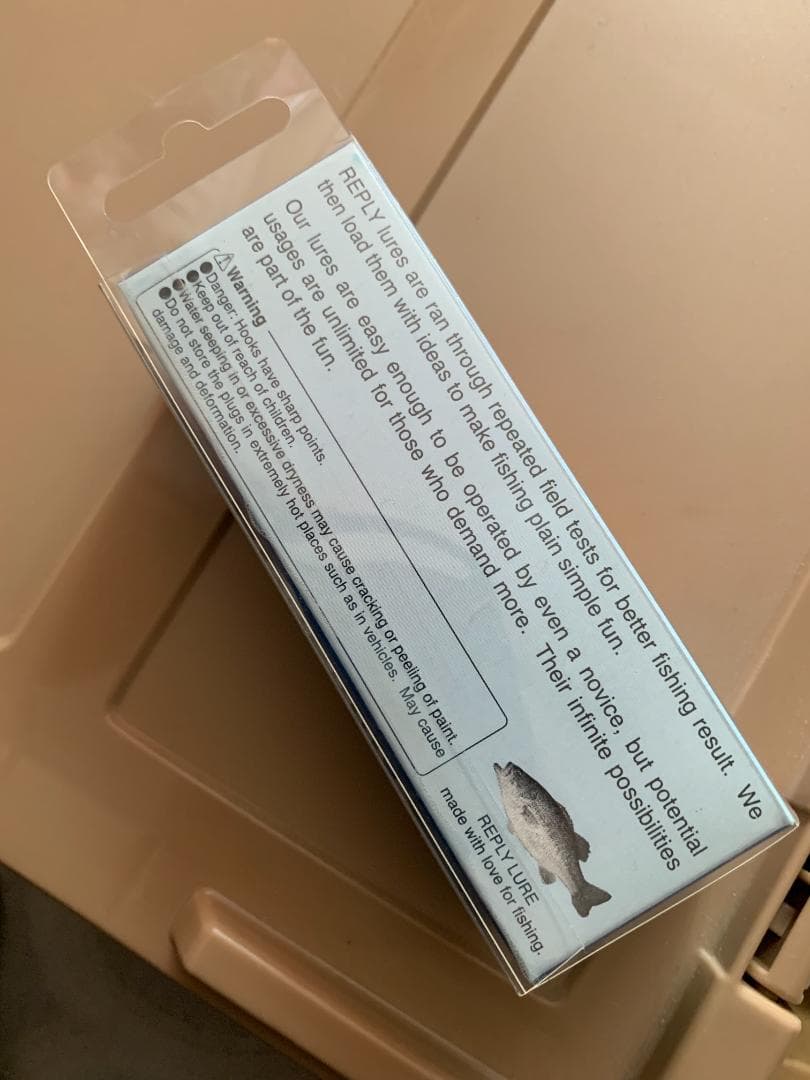 REPLY lures are ran through repeated field tests for better fishing result. We
then load them with ideas to make fishing plain simple fun.
Our lures are easy enough to be operated by even a novice, but potential
usages are unlimited for those who demand more. Their infinite possibilities
are part of the fun.
⚠Warning
●Danger: Hooks have sharp points.
●Keep out of reach of children.
●Water seeping in or excessive dryness may cause cracking or peeling of paint.
●Do not store the plugs in extremely hot places such as in vehicles. May cause
damage and deformation.
REPLY LURE
made with love for fishing.